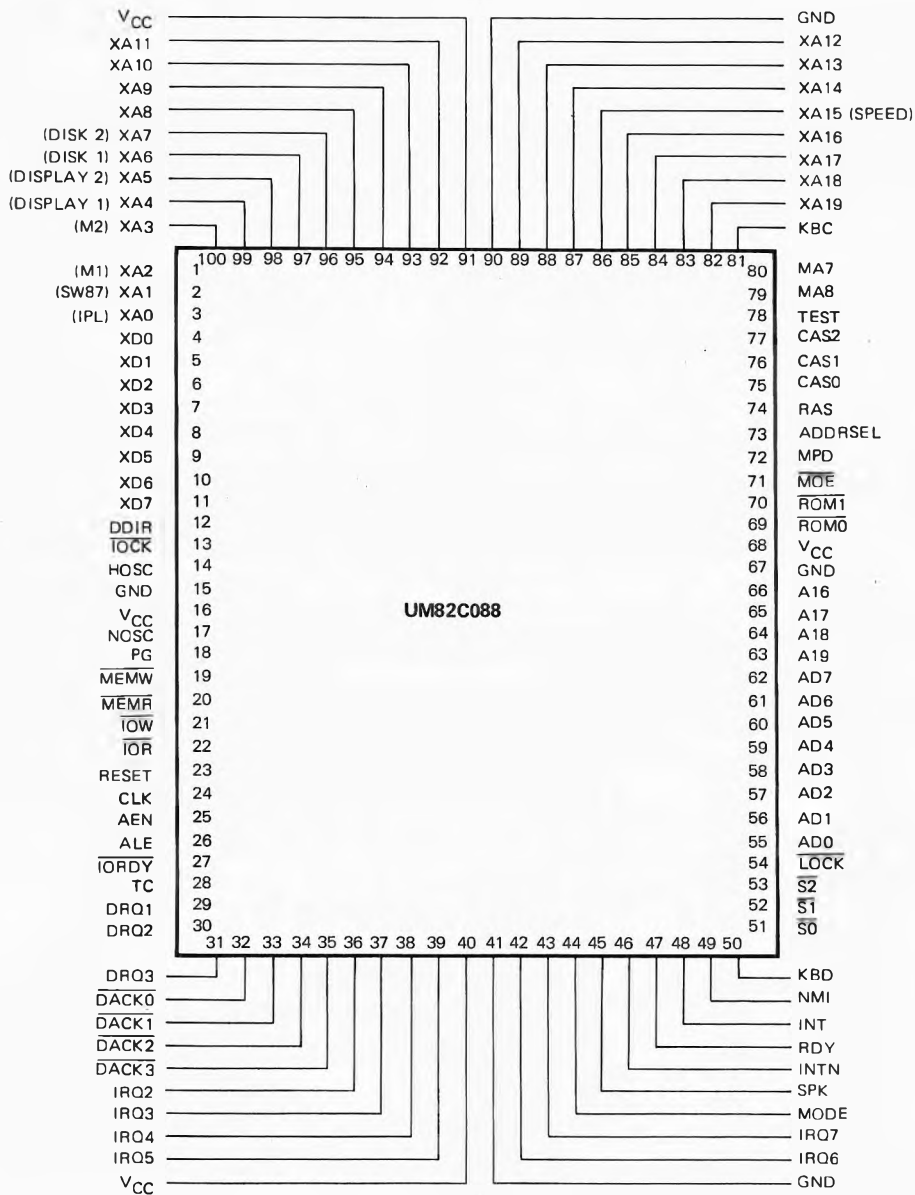 VCC
XA11
XA10
XA9
XA8
(DISK 2) XA7
(DISK 1) XA6
(DISPLAY 2) XA5
(DISPLAY 1) XA4
(M2) XA3
GND
XA12
XA13
XA14
XA15 (SPEED)
XA16
XA17
XA18
XA19
KBC
100 99 98 97 96 95 94 93 92 91 90 89 88 87 86 85 84 83 82 81
(M1) XA2 1
(SW87) XA1 2
(IPL) XA0 3
XD0 4
XD1 5
XD2 6
XD3 7
XD4 8
XD5 9
XD6 10
XD7 11
DDIR 12
IOCK 13
HOSC 14
GND 15
VCC 16
NOSC 17
PG 18
MEMW 19
MEMR 20
IOW 21
IOR 22
RESET 23
CLK 24
AEN 25
ALE 26
IORDY 27
TC 28
DRQ1 29
DRQ2 30
UM82C088
80 MA7
79 MA8
78 TEST
77 CAS2
76 CAS1
75 CAS0
74 RAS
73 ADDRSEL
72 MPD
71 MOE
70 ROM1
69 ROM0
68 VCC
67 GND
66 A16
65 A17
64 A18
63 A19
62 AD7
61 AD6
60 AD5
59 AD4
58 AD3
57 AD2
56 AD1
55 AD0
54 LOCK
53 S2
52 S1
51 S0
31 32 33 34 35 36 37 38 39 40 41 42 43 44 45 46 47 48 49 50
DRQ3
DACK0
DACK1
DACK2
DACK3
IRQ2
IRQ3
IRQ4
IRQ5
VCC
KBD
NMI
INT
RDY
INTN
SPK
MODE
IRQ7
IRQ6
GND